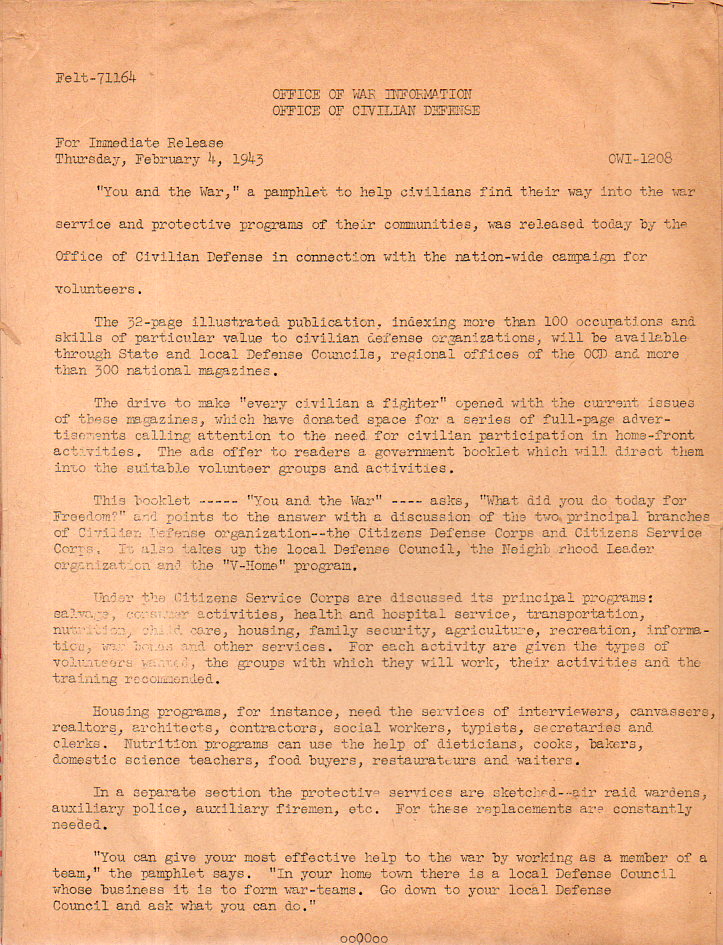 Felt-71164
OFFICE OF WAR INFORMATION
OFFICE OF CIVILIAN DEFENSE
For Immediate Release
Thursday, February 4, 1943 OWI-1208
"You and the War," a pamphlet to help civilians find their way into the war
service and protective programs of their communities, was released today by the
Office of Civilian Defense in connection with the nation-wide campaign for
volunteers.
The 32-page illustrated publication, indexing more than 100 occupations and
skills of particular value to civilian defense organizations, will be available
through State and local Defense Councils, regional offices of the OCD and more
than 300 national magazines.
The drive to make "every civilian a fighter" opened with the current issues
of these magazines, which have donated space for a series of full-page adver-
tisements calling attention to the need for civilian participation in home-front
activities. The ads offer to readers a government booklet which will direct them
into the suitable volunteer groups and activities.
This booklet ----- "You and the War" ---- asks, "What did you do today for
Freedom?" and points to the answer with a discussion of the two principal branches
of Civilian Defense organization--the Citizens Defense Corps and Citizens Service
Corps. It also takes up the local Defense Council, the Neighborhood Leader
organization and the "V-Home" program.
Under the Citizens Service Corps are discussed its principal programs:
salvage, consumer activities, health and hospital service, transportation,
nutrition, child care, housing, family security, agriculture, recreation, informa-
tion, war bonds and other services. For each activity are given the types of
volunteers wanted, the groups with which they will work, their activities and the
training recommended.
Housing programs, for instance, need the services of interviewers, canvassers,
realtors, architects, contractors, social workers, typists, secretaries and
clerks. Nutrition programs can use the help of dieticians, cooks, bakers,
domestic science teachers, food buyers, restaurateurs and waiters.
In a separate section the protective services are sketched--air raid wardens,
auxiliary police, auxiliary firemen, etc. For these replacements are constantly
needed.
"You can give your most effective help to the war by working as a member of a
team," the pamphlet says. "In your home town there is a local Defense Council
whose business it is to form war-teams. Go down to your local Defense
Council and ask what you can do."
ooOOoo